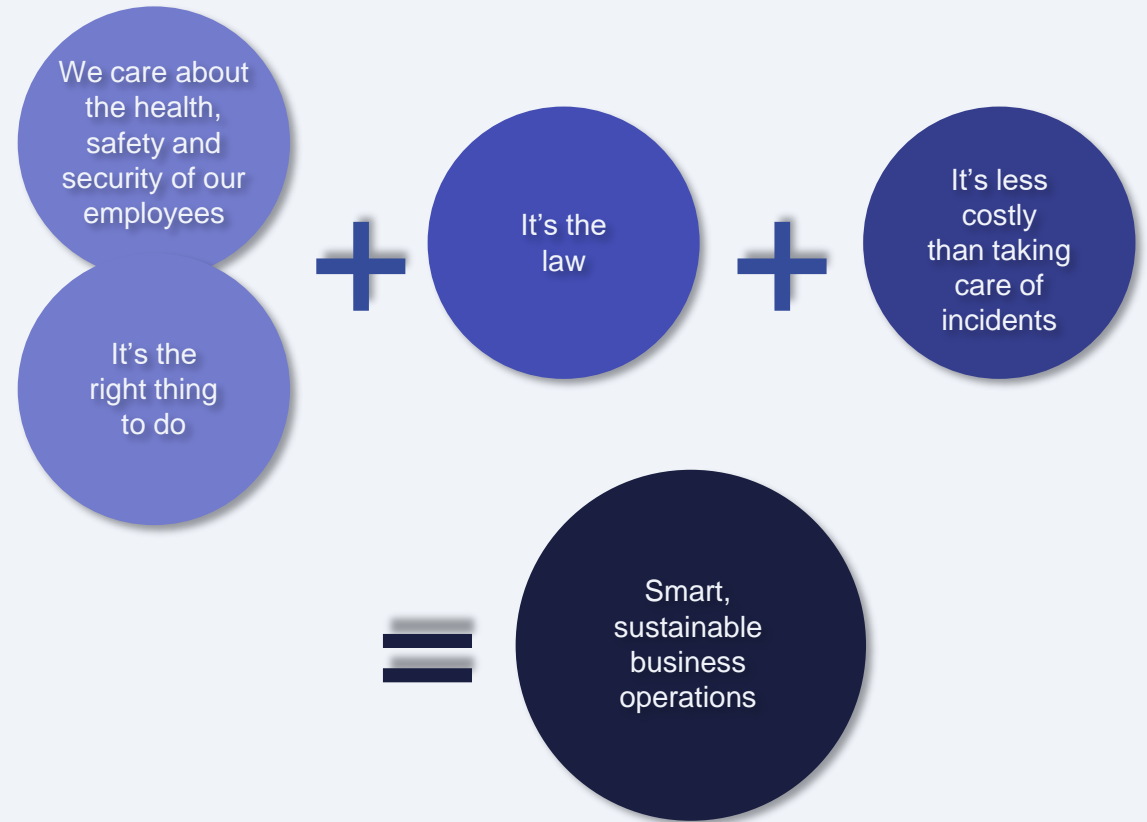 We care about
the health,
safety and
security of our
employees
It’s the
right thing
to do
+
It’s the
law
+
It’s less
costly
than taking
care of
incidents
=
Smart,
sustainable
business
operations